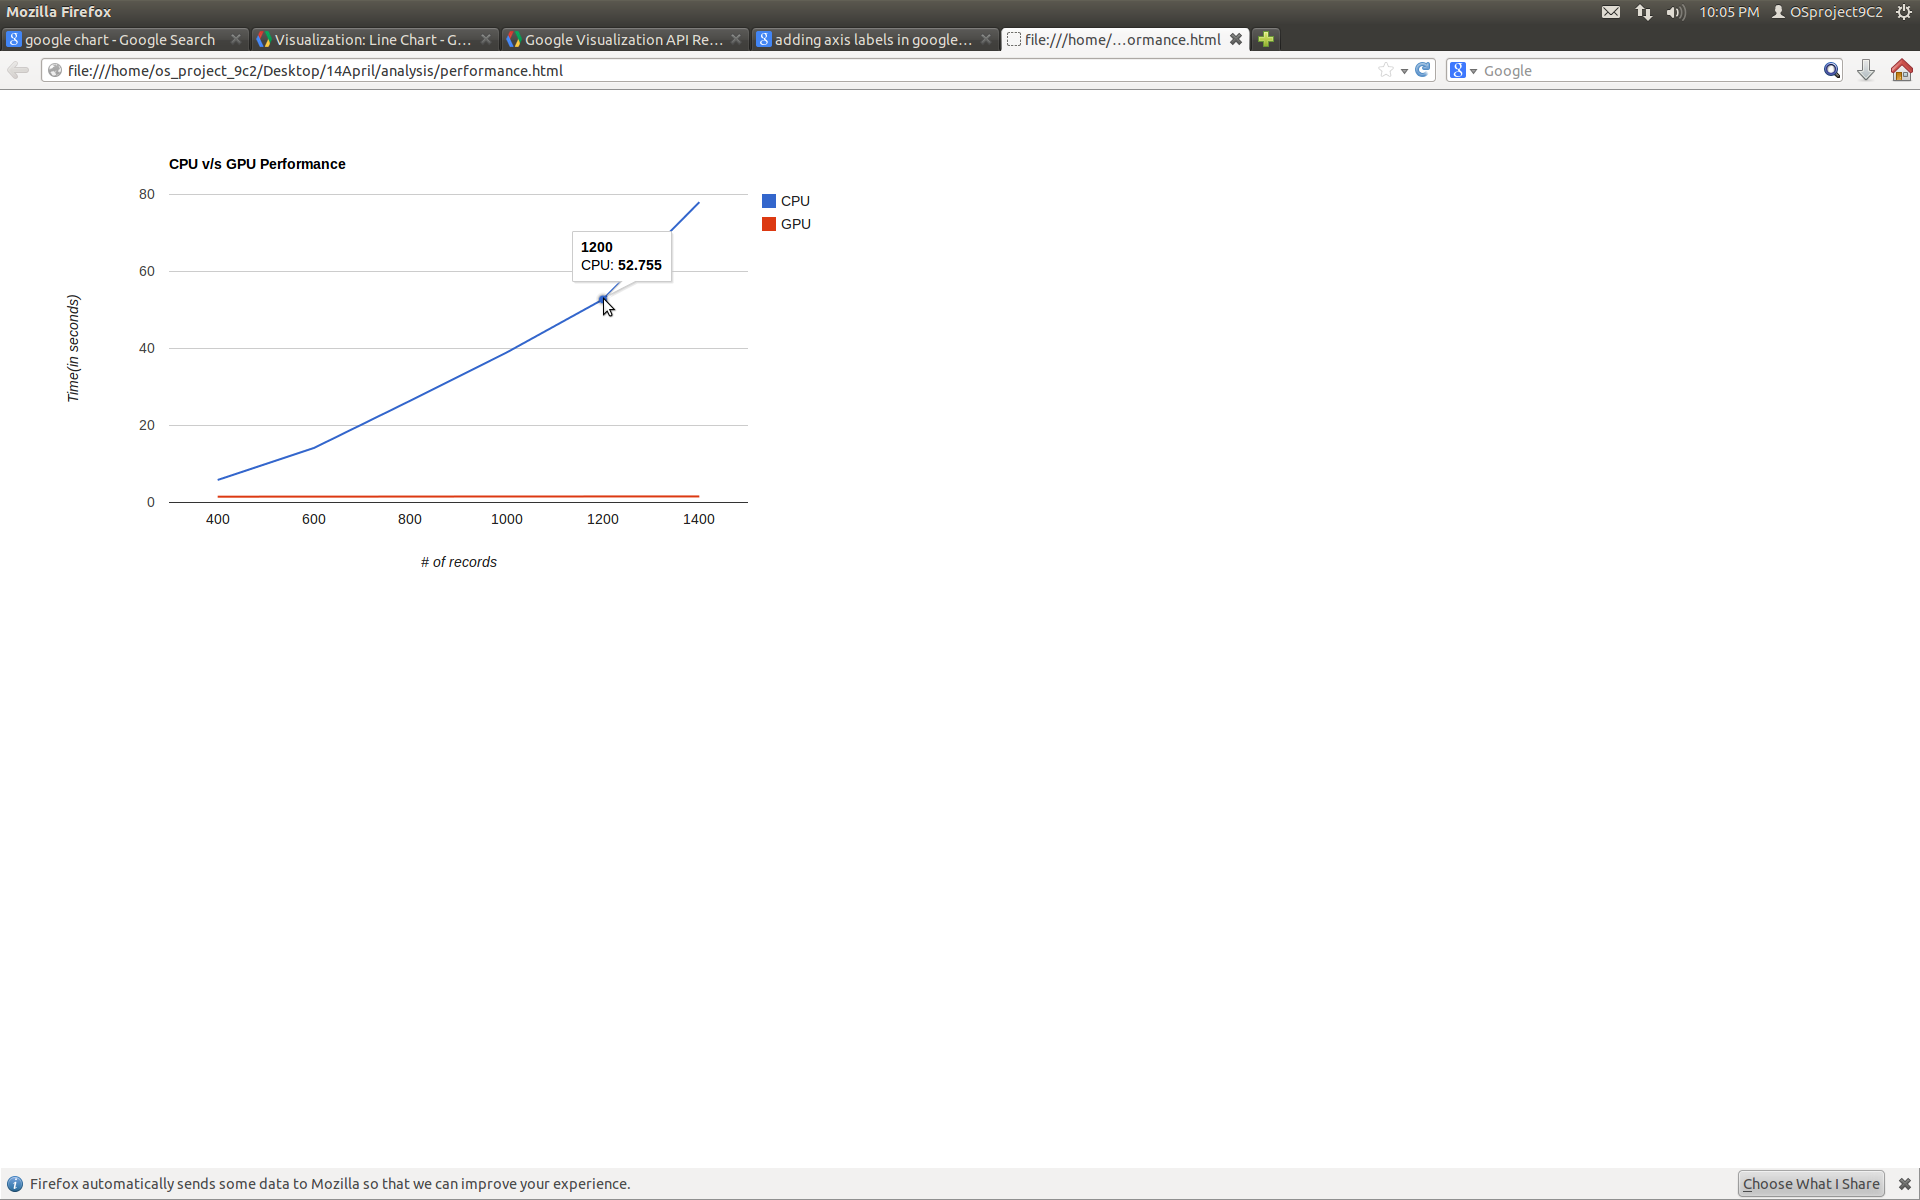 Mozilla Firefox
10:05 PM OSproject9C2
google chart - Google Search
Visualization: Line Chart - G...
Google Visualization API Re...
adding axis labels in google...
file:///home/...ormance.html
file:///home/os_project_9c2/Desktop/14April/analysis/performance.html
Google
CPU v/s GPU Performance
80
60
40
20
0
Time(in seconds)
1200
CPU: 52.755
CPU
GPU
400 600 800 1000 1200 1400
# of records
Firefox automatically sends some data to Mozilla so that we can improve your experience.
Choose What I Share